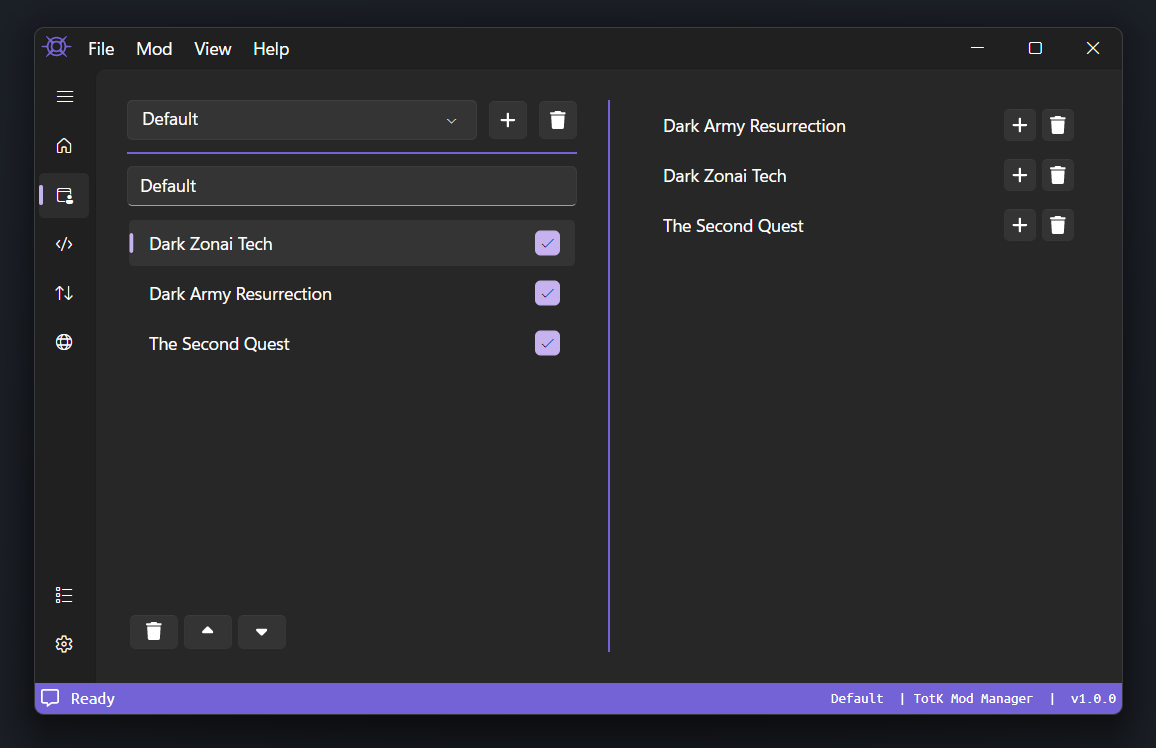 File Mod View Help
Default
Default
Dark Zonai Tech
Dark Army Resurrection
The Second Quest
Dark Army Resurrection
Dark Zonai Tech
The Second Quest
Ready
Default | TotK Mod Manager | v1.0.0